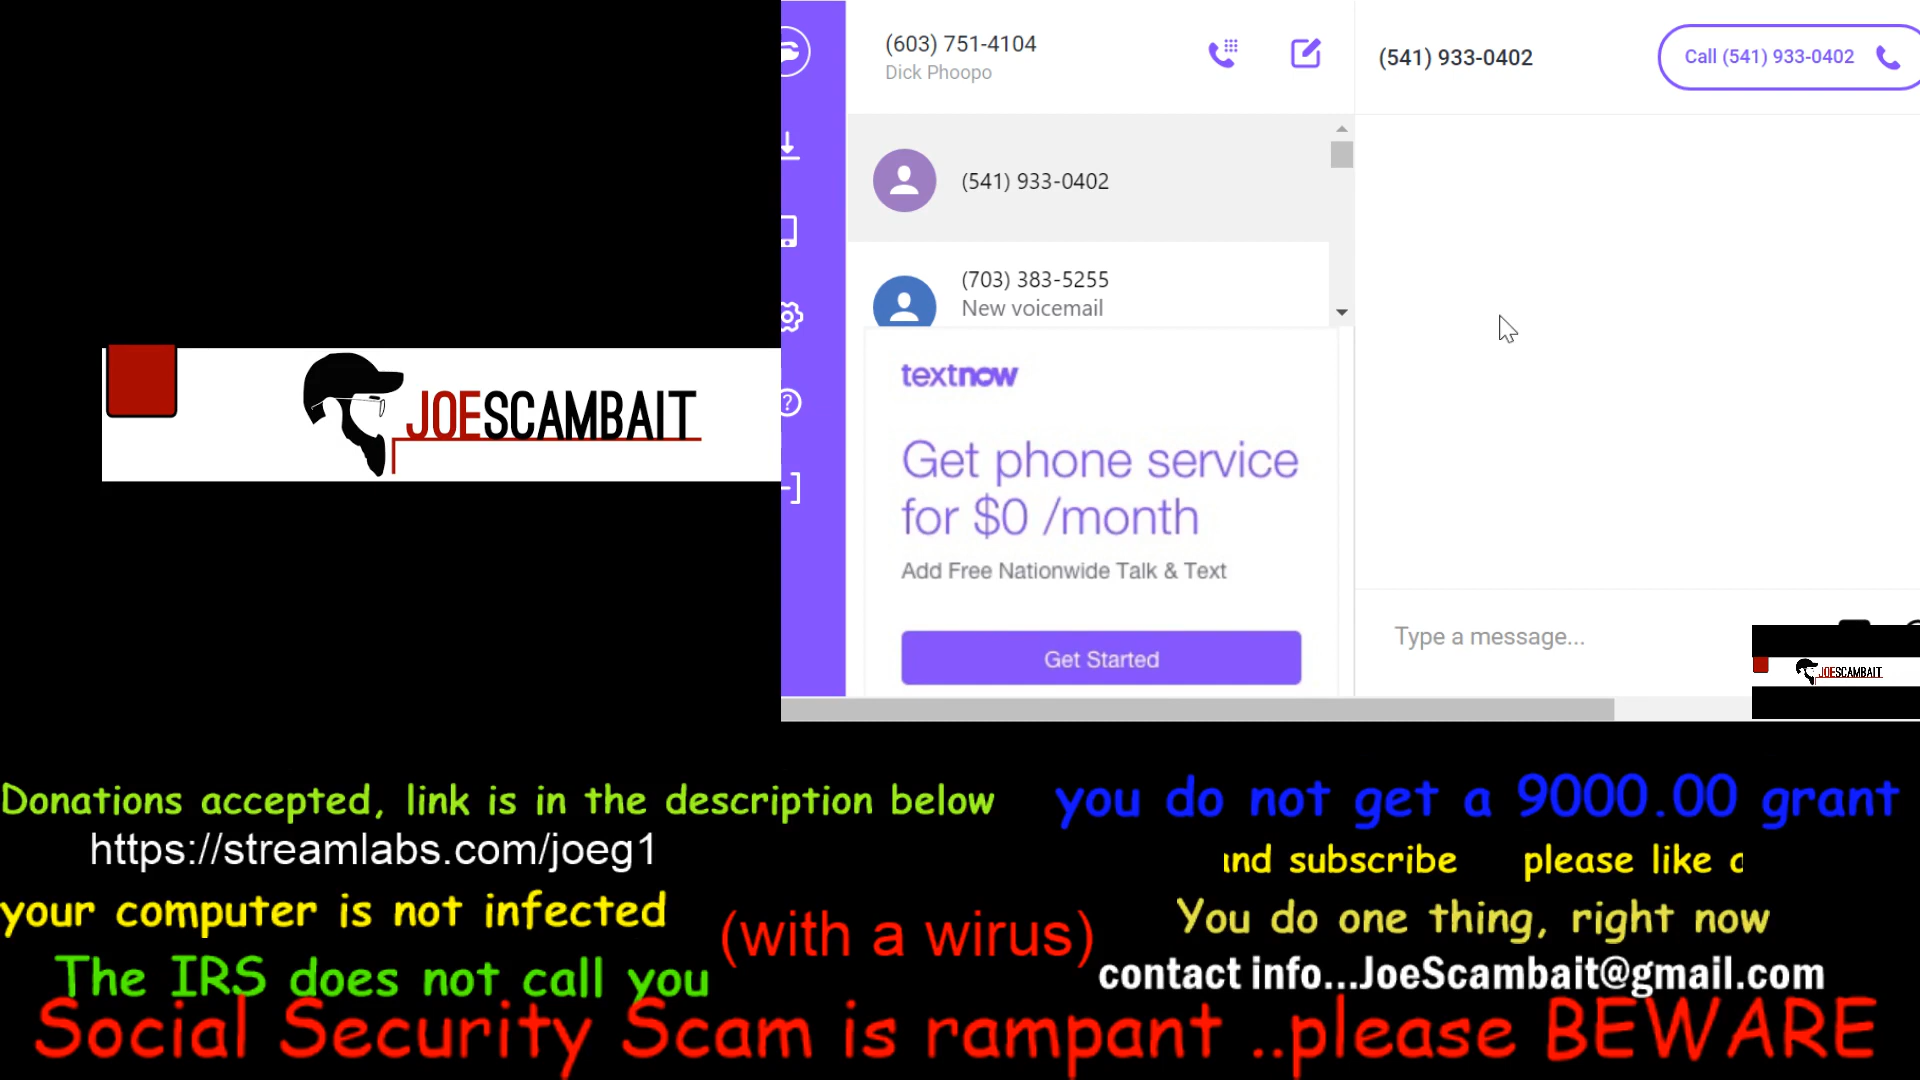 JOESCAMBAIT
(603) 751-4104
Dick Phoopo
(541) 933-0402
(703) 383-5255
New voicemail
textnow
Get phone service
for $0 /month
Add Free Nationwide Talk & Text
Get Started
(541) 933-0402
Call (541) 933-0402
Type a message...
JOESCAMBAIT
Donations accepted, link is in the description below
https://streamlabs.com/joeg1
your computer is not infected
(with a wirus)
The IRS does not call you
you do not get a 9000.00 grant
nd subscribe please like a
You do one thing, right now
contact info...JoeScambait@gmail.com
Social Security Scam is rampant ..please BEWARE